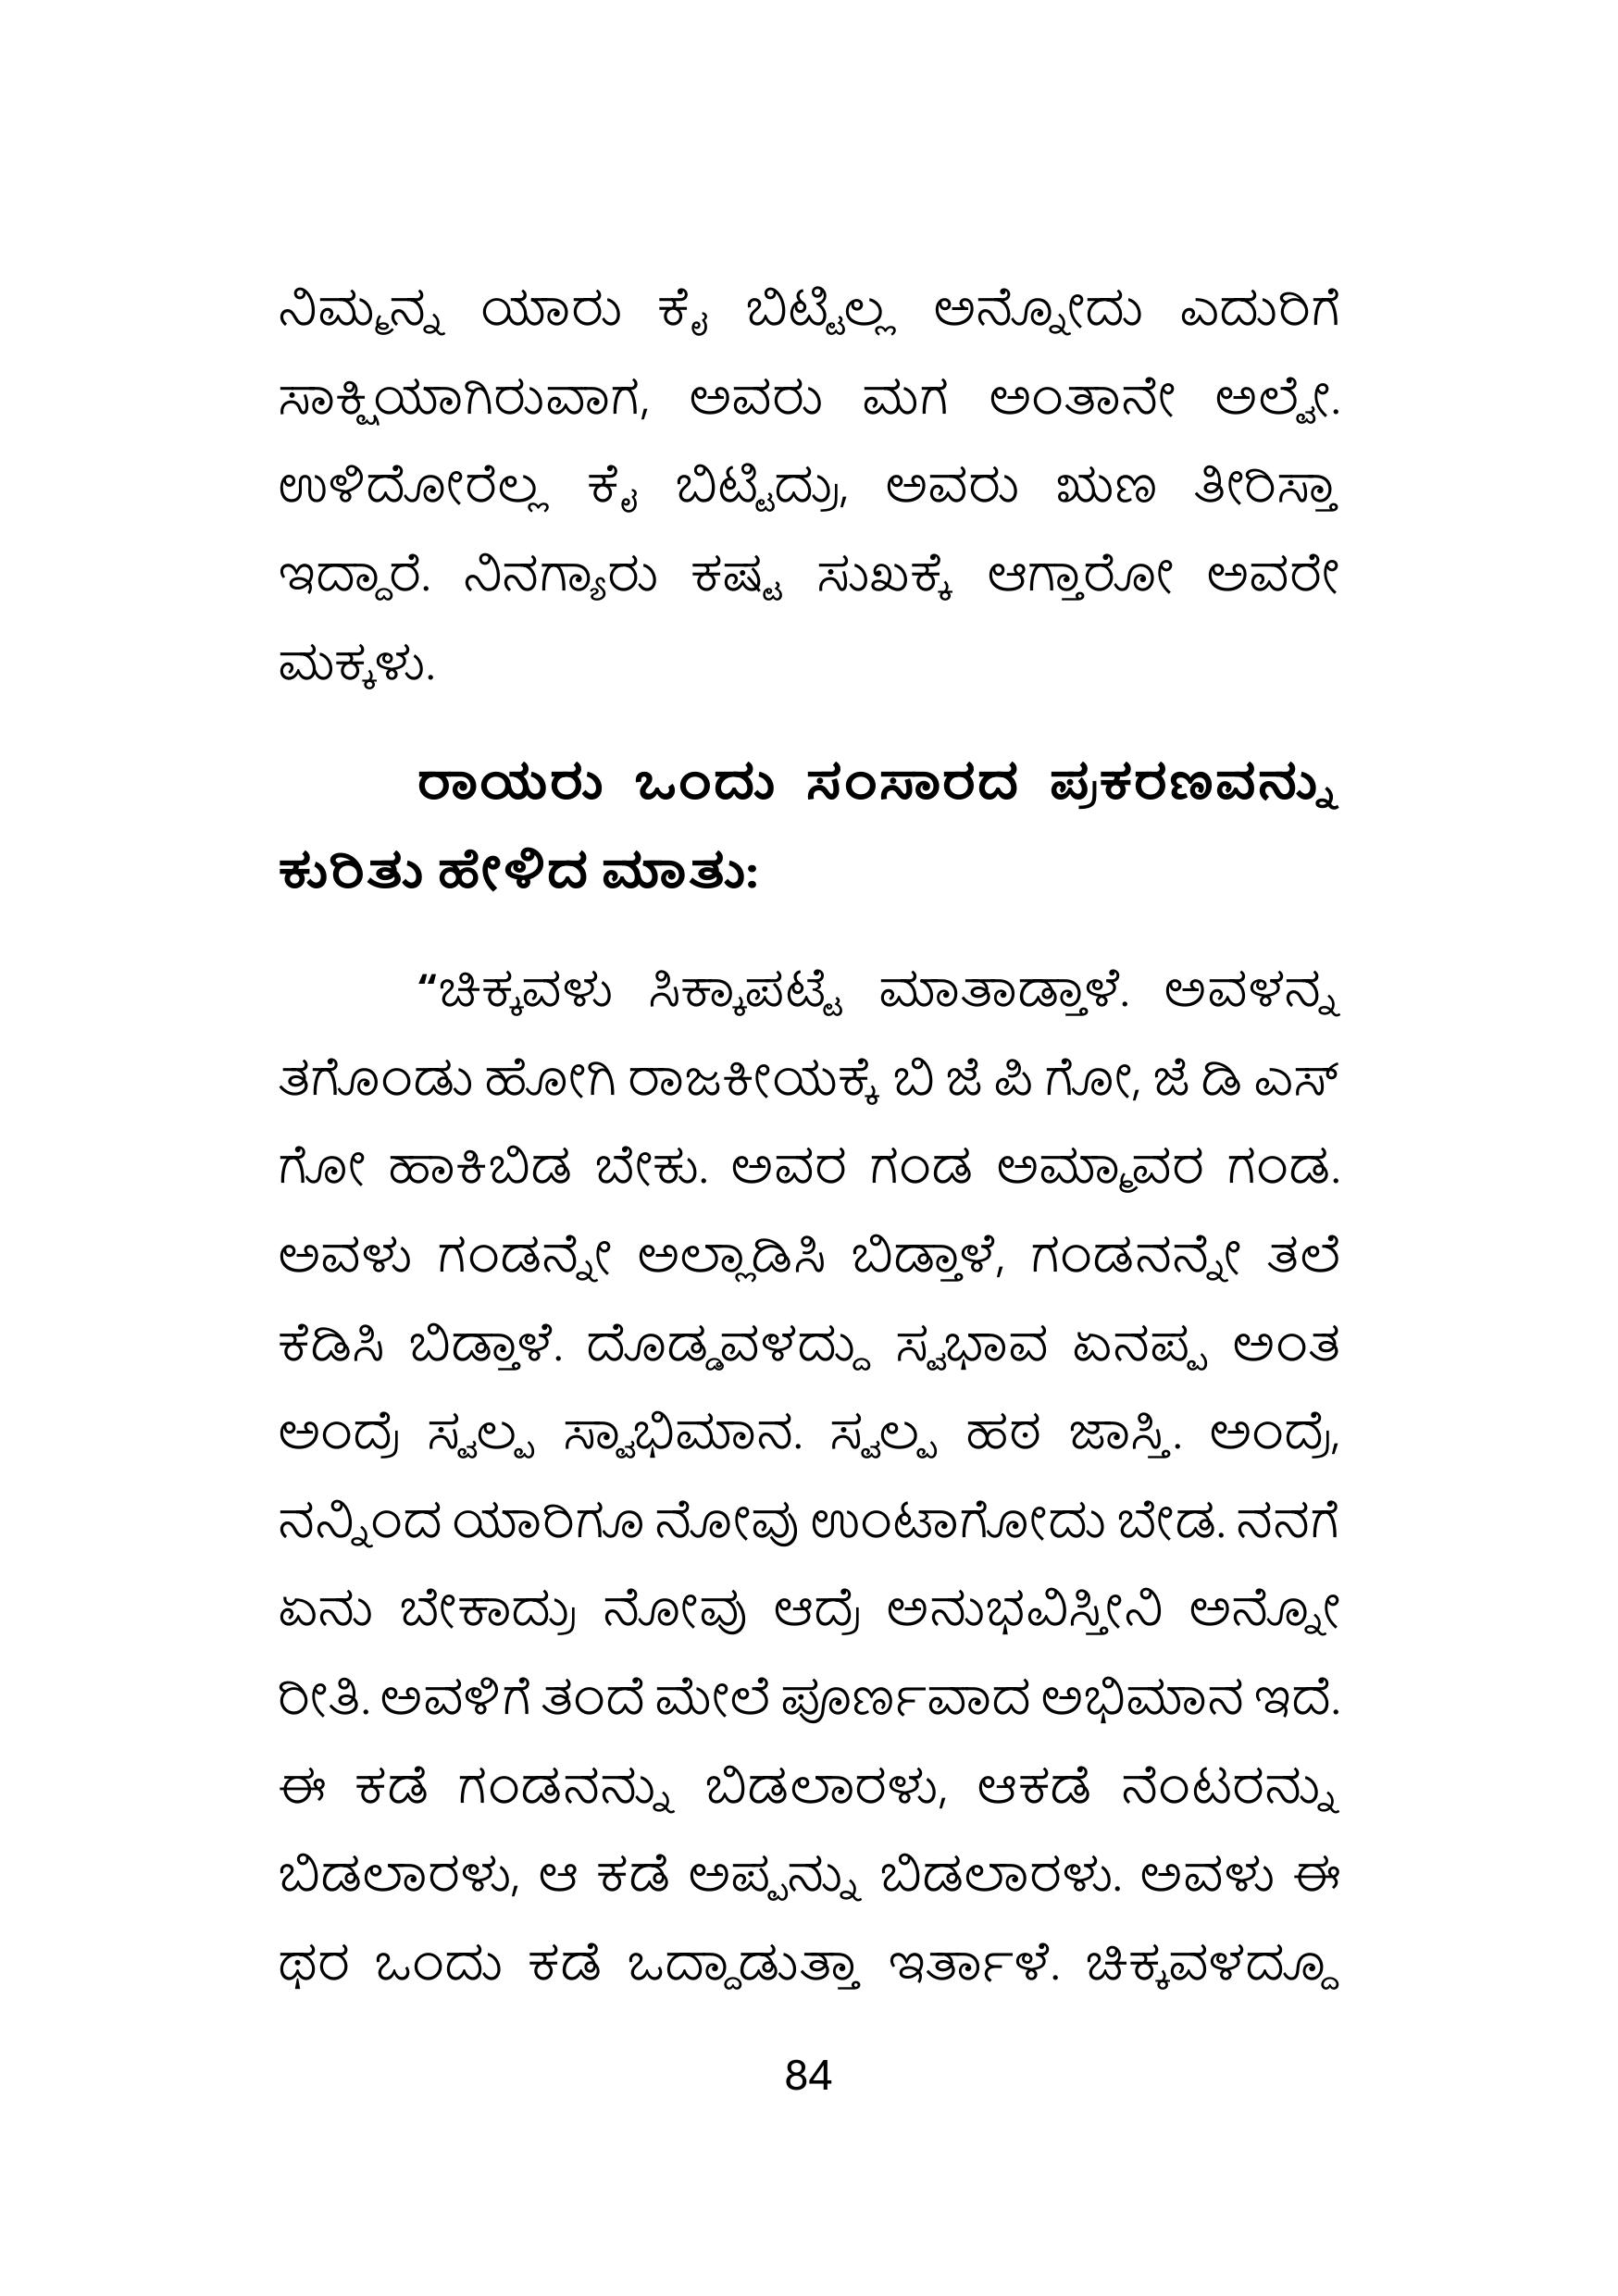 ನಿಮ್ಮನ್ನ ಯಾರು ಕೈ ಬಿಟ್ಟಿಲ್ಲ ಅನ್ನೋದು ಎದುರಿಗೆ
ಸಾಕ್ಷಿಯಾಗಿರುವಾಗ, ಅವರು ಮಗ ಅಂತಾನೇ ಅಲ್ವೇ.
ಉಳಿದೋರೆಲ್ಲ ಕೈ ಬಿಟ್ಟಿದ್ರು, ಅವರು ಋಣ ತೀರಿಸ್ತಾ
ಇದ್ದಾರೆ. ನಿನಗ್ಯಾರು ಕಷ್ಟ ಸುಖಕ್ಕೆ ಆಗ್ತಾರೋ ಅವರೇ
ಮಕ್ಕಳು.
ರಾಯರು ಒಂದು ಸಂಸಾರದ ಪ್ರಕರಣವನ್ನು
ಕುರಿತು ಹೇಳಿದ ಮಾತು:
“ಚಿಕ್ಕವಳು ಸಿಕ್ಕಾಪಟ್ಟೆ ಮಾತಾಡ್ತಾಳೆ. ಅವಳನ್ನ
ತಗೊಂಡು ಹೋಗಿ ರಾಜಕೀಯಕ್ಕೆ ಬಿ ಜೆ ಪಿ ಗೋ, ಜೆ ಡಿ ಎಸ್
ಗೋ ಹಾಕಿಬಿಡ ಬೇಕು. ಅವರ ಗಂಡ ಅಮ್ಮಾವ್ರ ಗಂಡ.
ಅವಳು ಗಂಡನ್ನೇ ಅಲ್ಲಾಡಿಸಿ ಬಿಡ್ತಾಳೆ, ಗಂಡನನ್ನೇ ತಲೆ
ಕೆಡಿಸಿ ಬಿಡ್ತಾಳೆ. ದೊಡ್ಡವಳದ್ದು ಸ್ವಭಾವ ಏನಪ್ಪ ಅಂತ
ಅಂದ್ರೆ ಸ್ವಲ್ಪ ಸ್ವಾಭಿಮಾನ. ಸ್ವಲ್ಪ ಹಠ ಜಾಸ್ತಿ. ಅಂದ್ರೆ,
ನನ್ನಿಂದ ಯಾರಿಗೂ ನೋವು ಉಂಟಾಗೋದು ಬೇಡ. ನನಗೆ
ಏನು ಬೇಕಾದ್ರು ನೋವು ಆದ್ರೆ ಅನುಭವಿಸ್ತೀನಿ ಅನ್ನೋ
ರೀತಿ. ಅವಳಿಗೆ ತಂದೆ ಮೇಲೆ ಪೂರ್ಣವಾದ ಅಭಿಮಾನ ಇದೆ.
ಈ ಕಡೆ ಗಂಡನನ್ನು ಬಿಡಲಾರಳು, ಆಕಡೆ ನೆಂಟರನ್ನು
ಬಿಡಲಾರಳು, ಆ ಕಡೆ ಅಪ್ಪನ್ನು ಬಿಡಲಾರಳು. ಅವಳು ಈ
ಥರ ಒಂದು ಕಡೆ ಒದ್ದಾಡುತ್ತಾ ಇರ್ತಾಳೆ. ಚಿಕ್ಕವಳದ್ದೂ
84